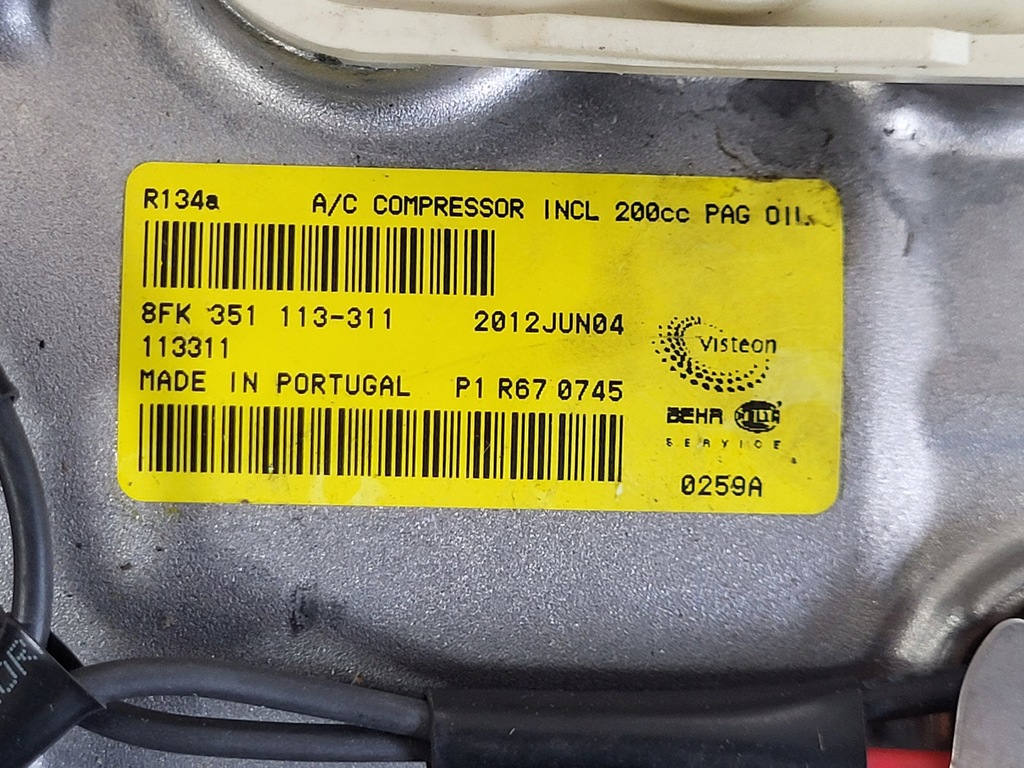 R134a A/C COMPRESSOR INCL 200cc PAG OIL
8FK 351 113-311 2012JUN04
113311
Visteon
MADE IN PORTUGAL P1 R67 0745
BEHR HELLA
SERVICE
0259A